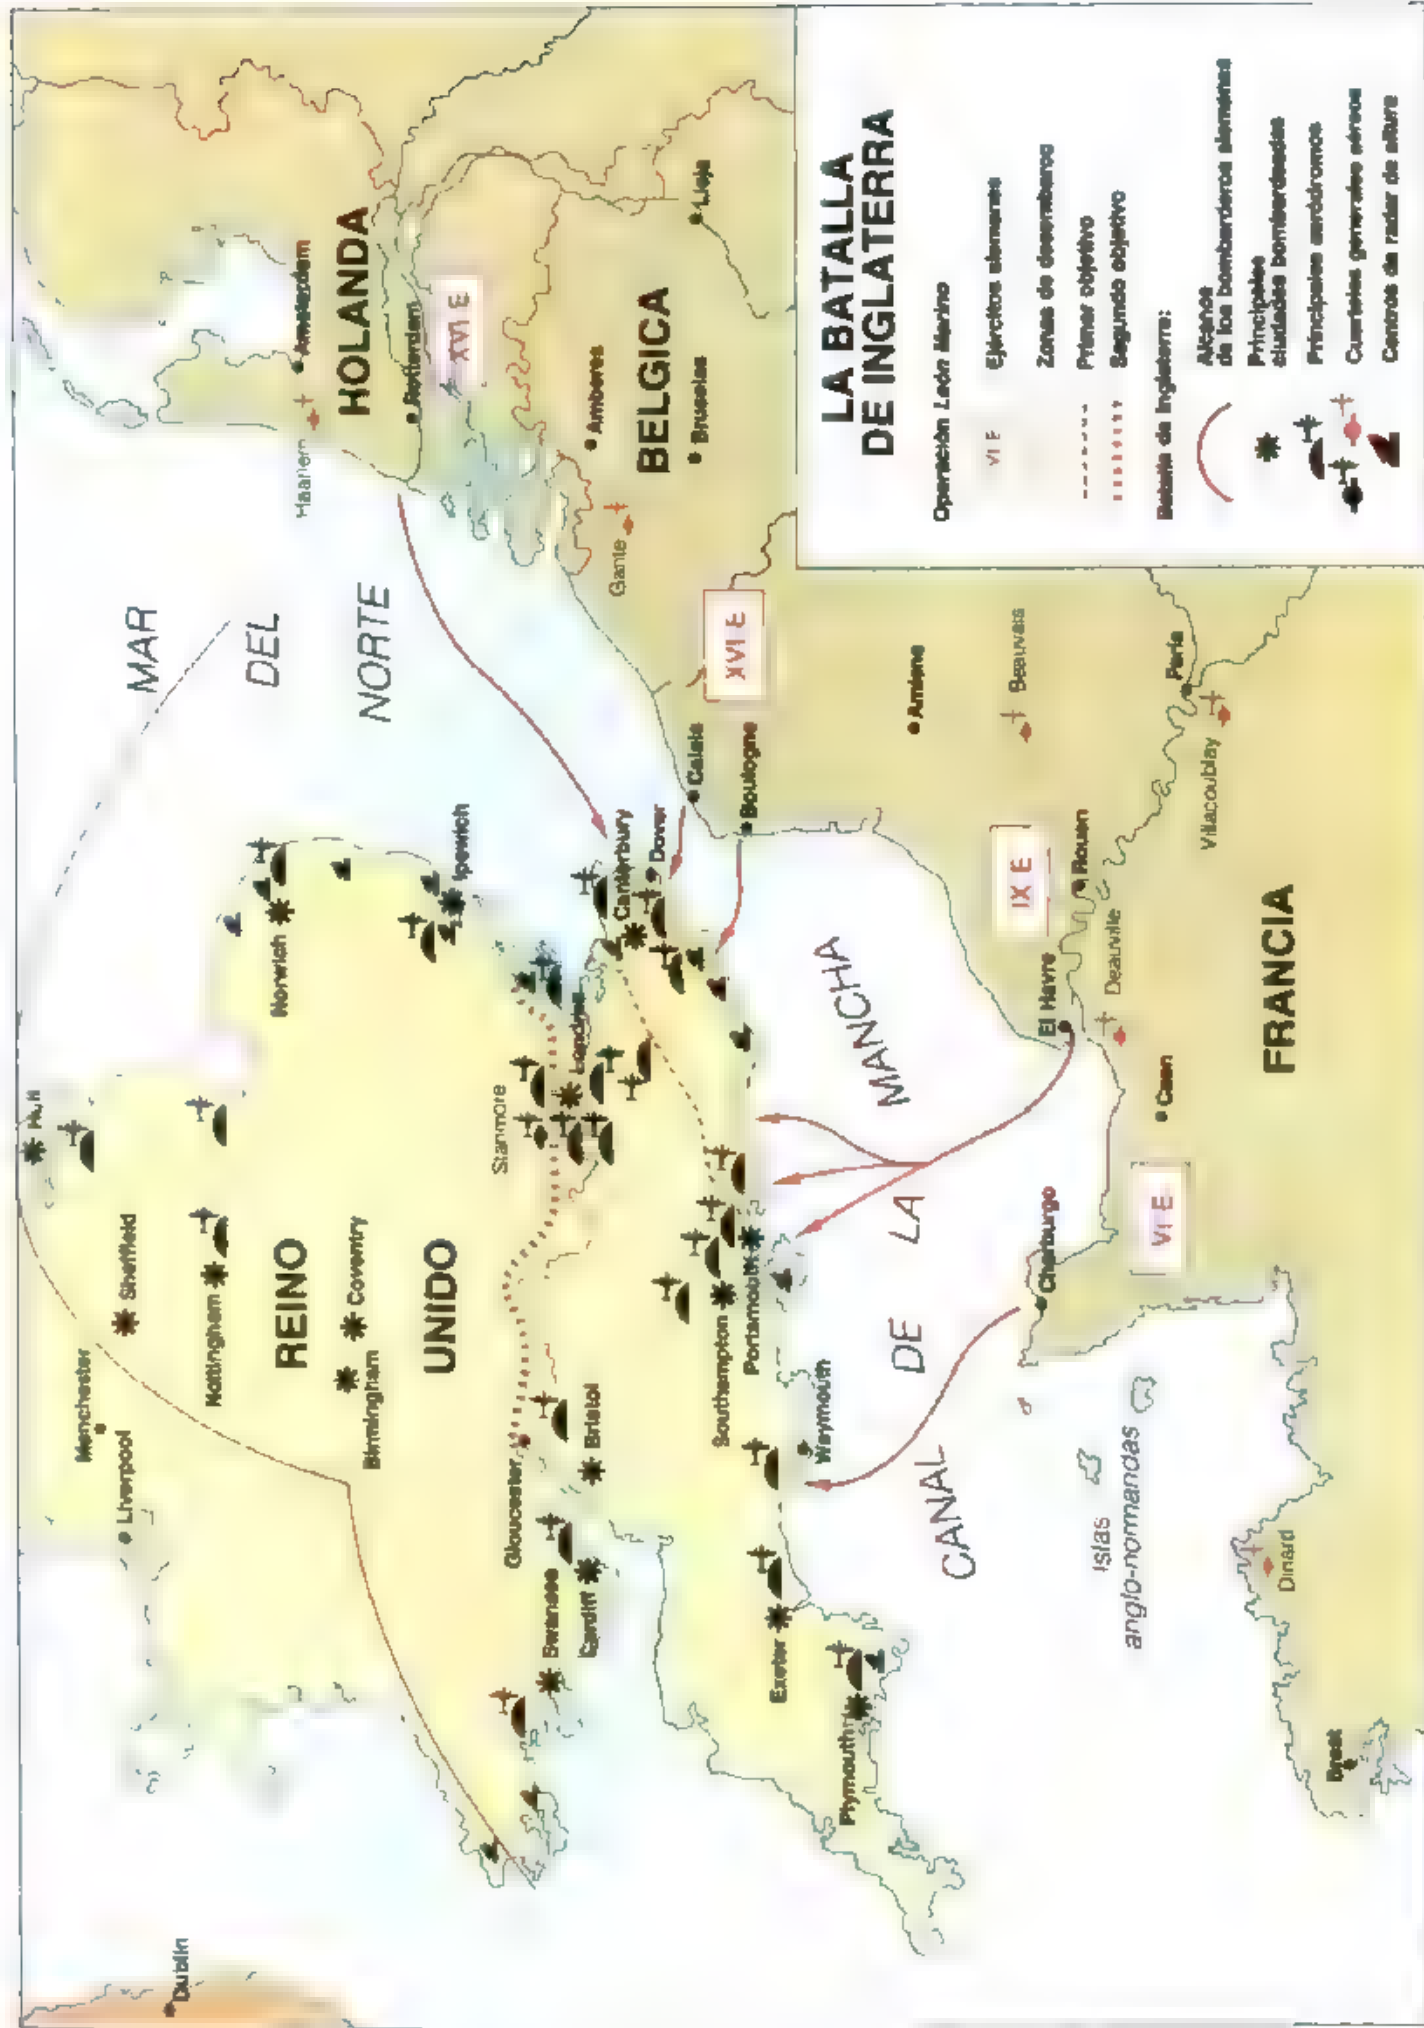 LA BATALLA
DE INGLATERRA
Operación León Marino
VI E
Ejércitos alemanes
Zonas de desembarco
Primer objetivo
Segundo objetivo
Batalla de Inglaterra:
Alcance
de los bombarderos alemanes
Principales
ciudades bombardeadas
Principales aeródromos
Cuarteles generales aéreos
Centros de radar de altura
MAR
DEL
NORTE
REINO
UNIDO
HOLANDA
BELGICA
FRANCIA
CANAL
DE
LA
MANCHA
Islas
anglo-normandas
Dublin
Liverpool
Manchester
Sheffield
Hull
Nottingham
Birmingham
Coventry
Norwich
Ipswich
Gloucester
Stanmore
Londres
Swansea
Cardiff
Bristol
Canterbury
Dover
Southampton
Portsmouth
Weymouth
Exeter
Plymouth
Haarlem
Amsterdam
Rotterdam
XVI E
Amberes
Bruselas
Lieja
Gante
XVI E
Calais
Boulogne
Amiens
Beauvais
IX E
Rouen
El Havre
Deauville
Paris
Villacoublay
Caen
Cherburgo
VI E
Dinard
Brest